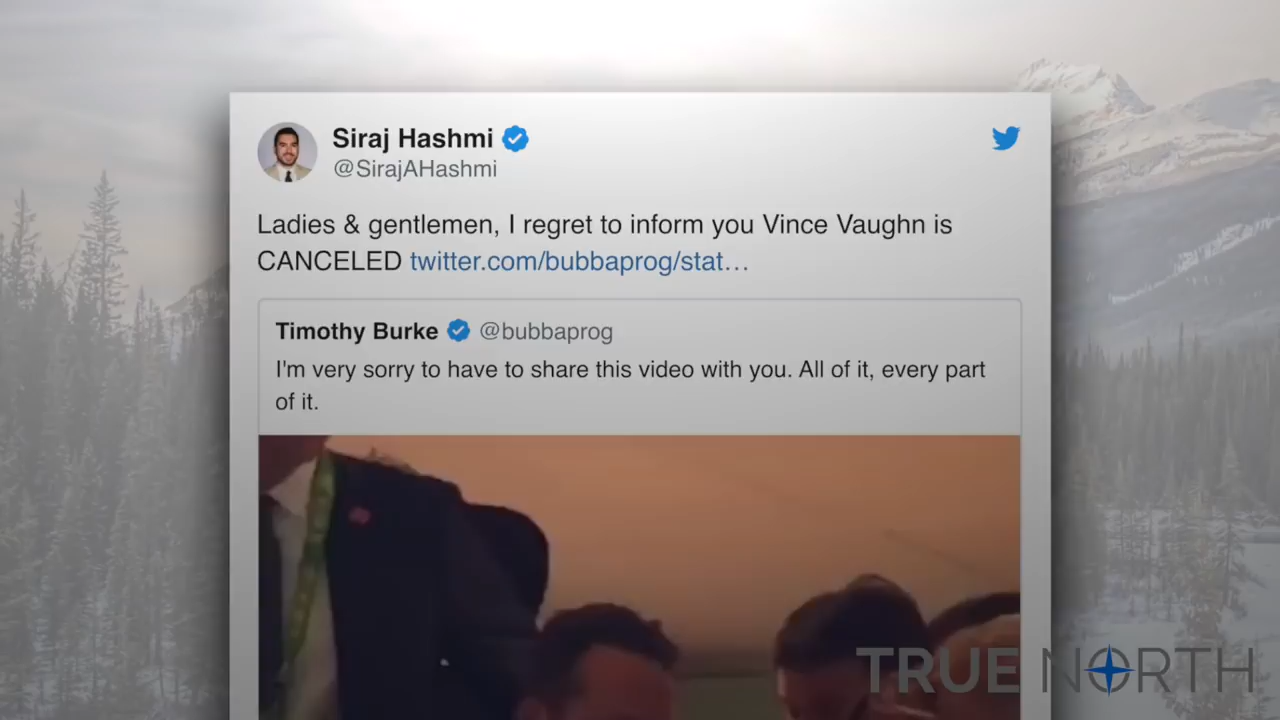 Siraj Hashmi
@SirajAHashmi
Ladies & gentlemen, I regret to inform you Vince Vaughn is
CANCELED twitter.com/bubbaprog/stat…
Timothy Burke @bubbaprog
I'm very sorry to have to share this video with you. All of it, every part
of it.
TRUE NORTH